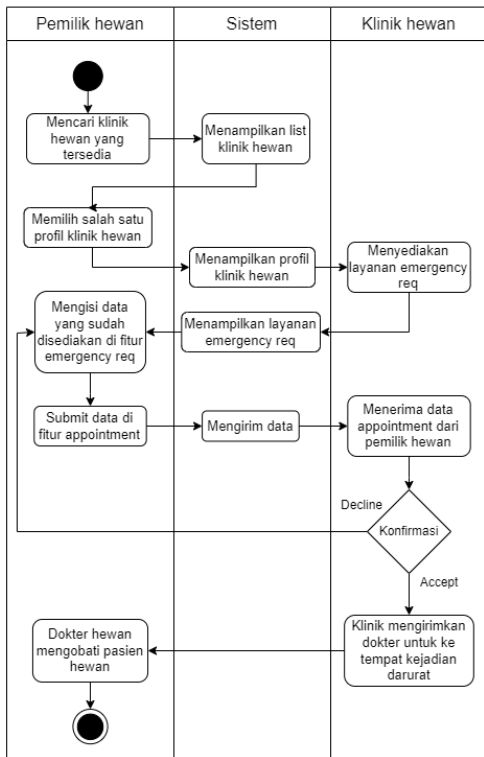 Pemilik hewan
Sistem
Klinik hewan
Mencari klinik
hewan yang
tersedia
Menampilkan list
klinik hewan
Memilih salah satu
profil klinik hewan
Menampilkan profil
klinik hewan
Menyediakan
layanan emergency
req
Mengisi data
yang sudah
disediakan di fitur
emergency req
Menampilkan layanan
emergency req
Submit data di
fitur appointment
Mengirim data
Menerima data
appointment dari
pemilik hewan
Decline
Konfirmasi
Accept
Klinik mengirimkan
dokter untuk ke
tempat kejadian
darurat
Dokter hewan
mengobati pasien
hewan